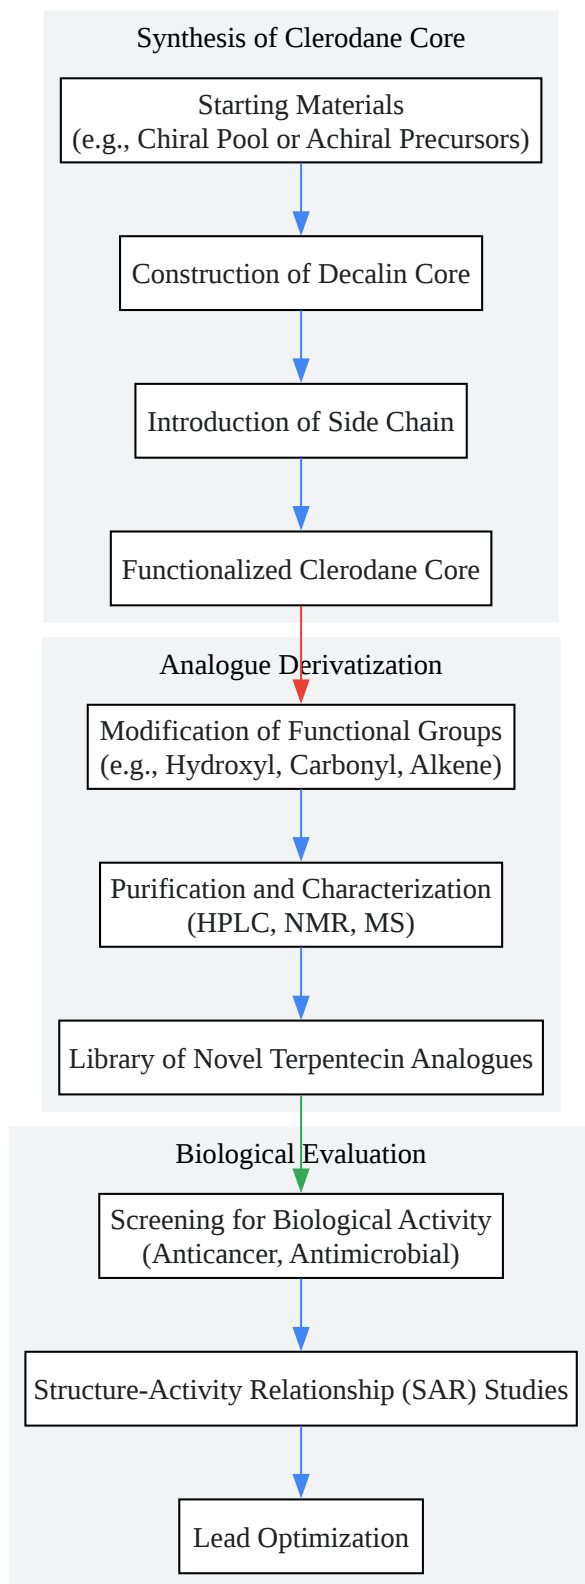 Synthesis of Clerodane Core
Starting Materials
(e.g., Chiral Pool or Achiral Precursors)
Construction of Decalin Core
Introduction of Side Chain
Functionalized Clerodane Core
Analogue Derivatization
Modification of Functional Groups
(e.g., Hydroxyl, Carbonyl, Alkene)
Purification and Characterization
(HPLC, NMR, MS)
Library of Novel Terpentecin Analogues
Biological Evaluation
Screening for Biological Activity
(Anticancer, Antimicrobial)
Structure-Activity Relationship (SAR) Studies
Lead Optimization